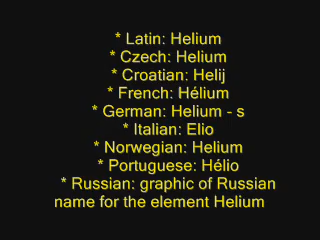 * Latin: Helium
* Czech: Helium
* Croatian: Helij
* French: Hélium
* German: Helium - s
* Italian: Elio
* Norwegian: Helium
* Portuguese: Hélio
* Russian: graphic of Russian
name for the element Helium